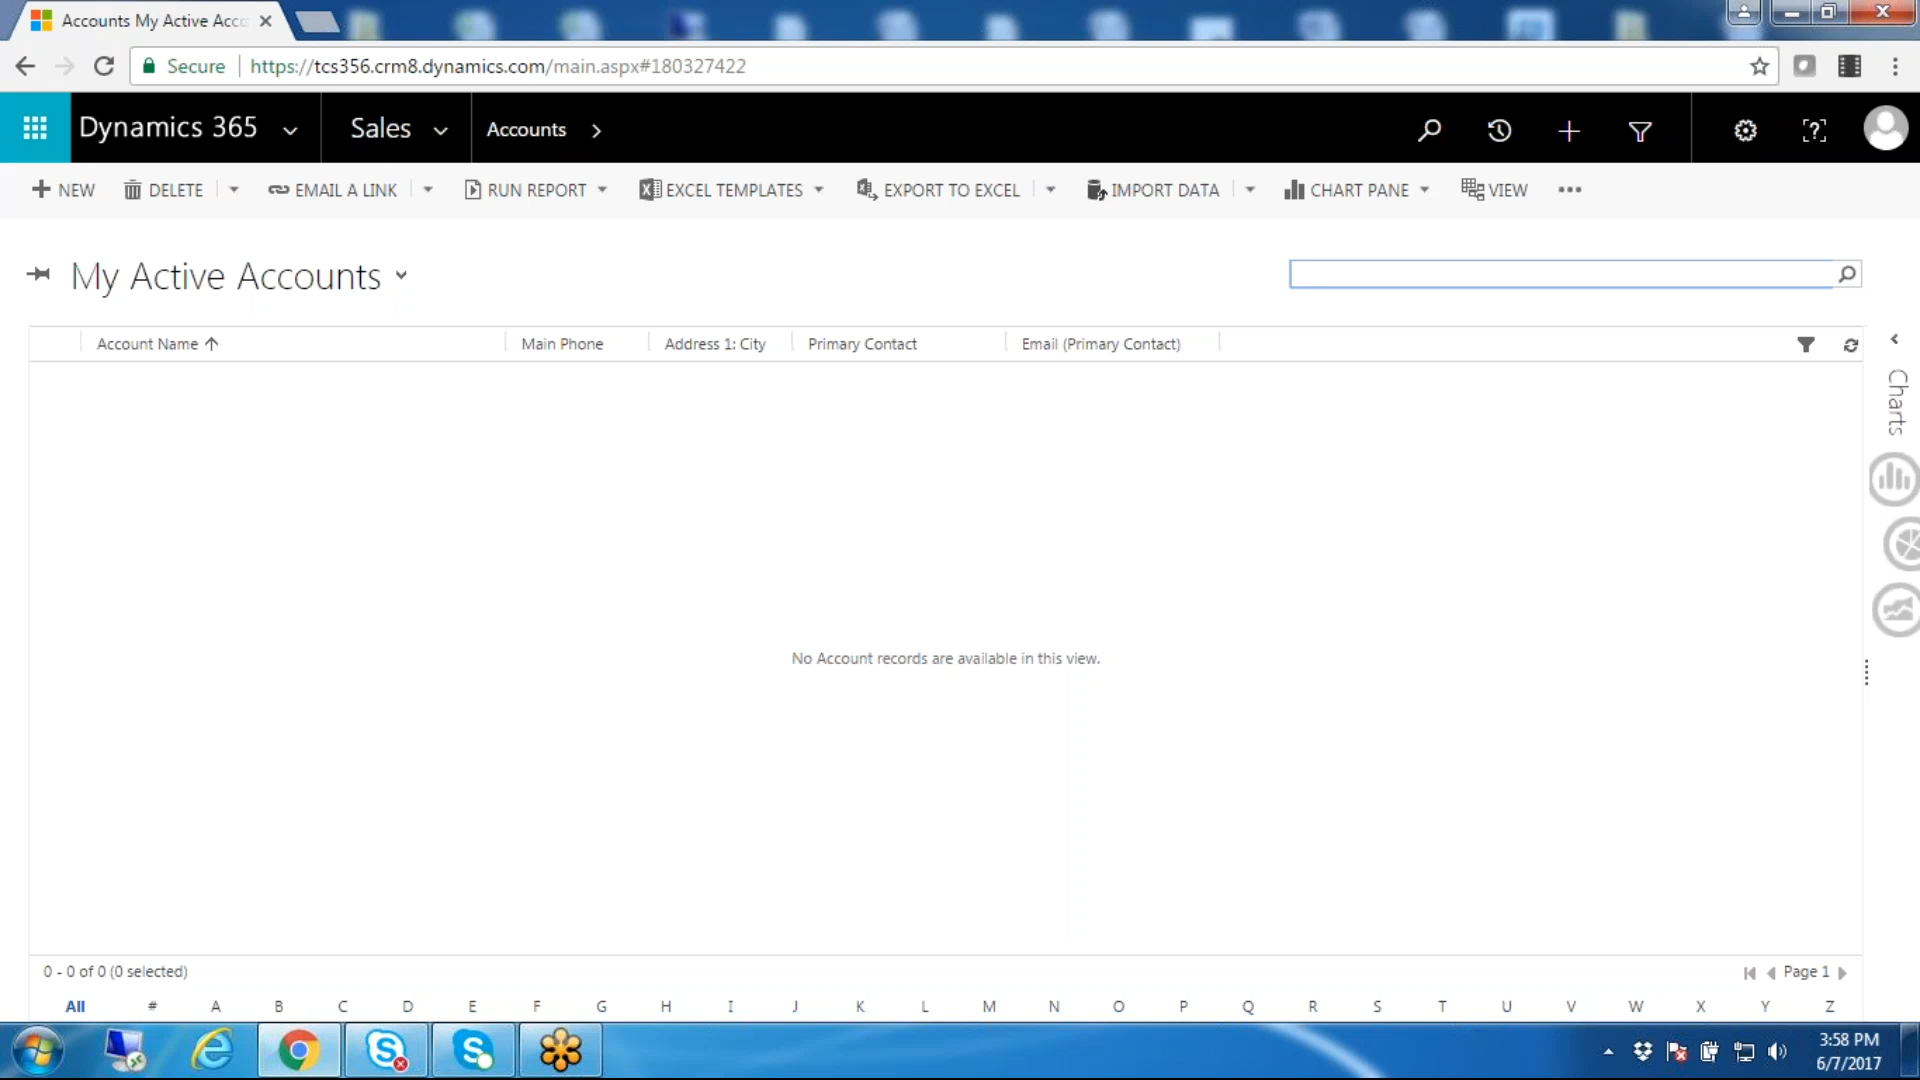 Accounts My Active Acc
Secure https://tcs356.crm8.dynamics.com/main.aspx#180327422
Dynamics 365 Sales Accounts
NEW DELETE EMAIL A LINK RUN REPORT EXCEL TEMPLATES EXPORT TO EXCEL IMPORT DATA CHART PANE VIEW
My Active Accounts
Account Name Main Phone Address 1: City Primary Contact Email (Primary Contact)
Charts
No Account records are available in this view.
0 - 0 of 0 (0 selected) Page 1
All # A B C D E F G H I J K L M N O P Q R S T U V W X Y Z
3:58 PM
6/7/2017